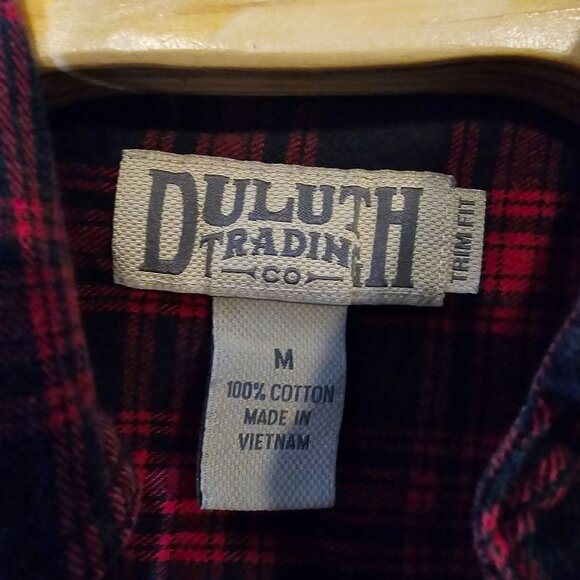 DULUTH
TRADING
CO
TRIM FIT
M
100% COTTON
MADE IN
VIETNAM